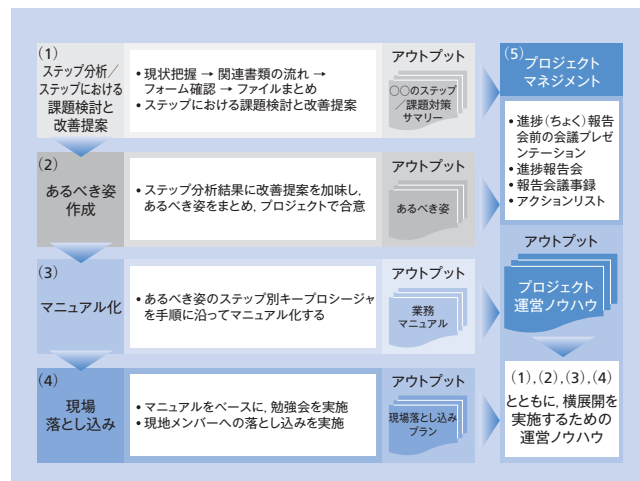 (1)
ステップ分析／
ステップにおける
課題検討と
改善提案
• 現状把握 → 関連書類の流れ →
フォーム確認 → ファイルまとめ
• ステップにおける課題検討と改善提案
アウトプット
○○のステップ
／課題対策
サマリー
(2)
あるべき姿
作成
• ステップ分析結果に改善提案を加味し,
あるべき姿をまとめ, プロジェクトで合意
アウトプット
あるべき姿
(3)
マニュアル化
• あるべき姿のステップ別キープロシージャ
を手順に沿ってマニュアル化する
アウトプット
業務
マニュアル
(4)
現場
落とし込み
• マニュアルをベースに, 勉強会を実施
• 現地メンバーへの落とし込みを実施
アウトプット
現場落とし込み
プラン
(5)プロジェクト
マネジメント
• 進捗（ちょく）報告
会前の会議プレゼ
ンテーション
• 進捗報告会
• 報告会議事録
• アクションリスト
アウトプット
プロジェクト
運営ノウハウ
(1),(2),(3),(4)
とともに, 横展開を
実施するための
運営ノウハウ